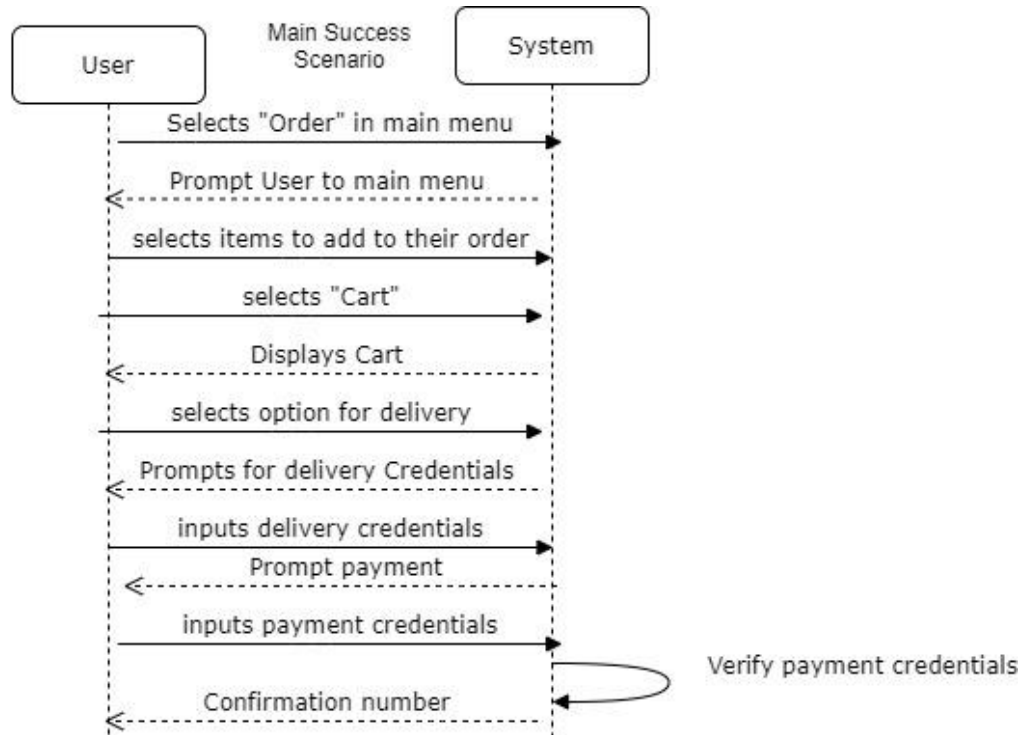 User
Main Success
Scenario
System
Selects "Order" in main menu
Prompt User to main menu
selects items to add to their order
selects "Cart"
Displays Cart
selects option for delivery
Prompts for delivery Credentials
inputs delivery credentials
Prompt payment
inputs payment credentials
Verify payment credentials
Confirmation number